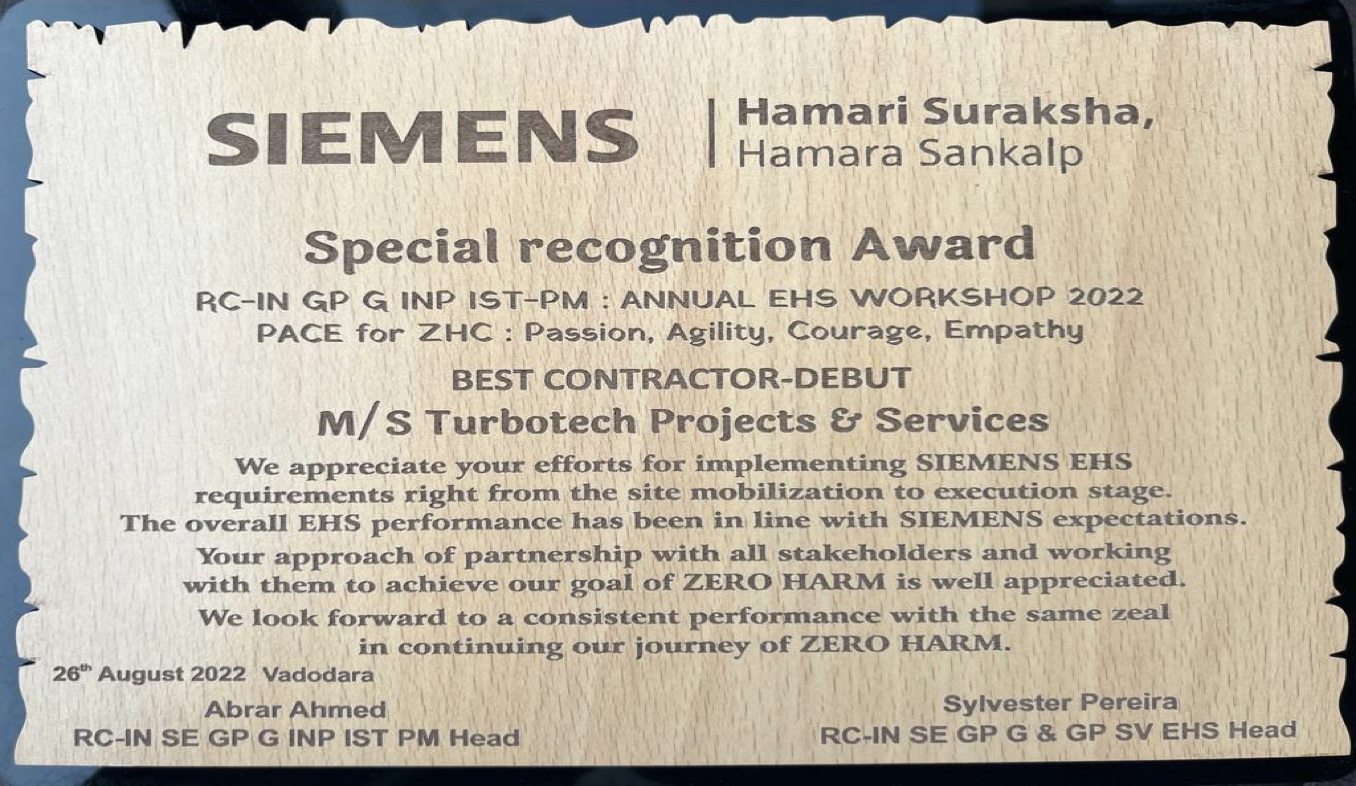 SIEMENS
Hamari Suraksha,
Hamara Sankalp
Special recognition Award
RC-IN GP G INP IST-PM : ANNUAL EHS WORKSHOP 2022
PACE for ZHC : Passion, Agility, Courage, Empathy
BEST CONTRACTOR-DEBUT
M/S Turbotech Projects & Services
We appreciate your efforts for implementing SIEMENS EHS
requirements right from the site mobilization to execution stage.
The overall EHS performance has been in line with SIEMENS expectations.
Your approach of partnership with all stakeholders and working
with them to achieve our goal of ZERO HARM is well appreciated.
We look forward to a consistent performance with the same zeal
in continuing our journey of ZERO HARM.
26th August 2022 Vadodara
Abrar Ahmed
RC-IN SE GP G INP IST PM Head
Sylvester Pereira
RC-IN SE GP G & GP SV EHS Head